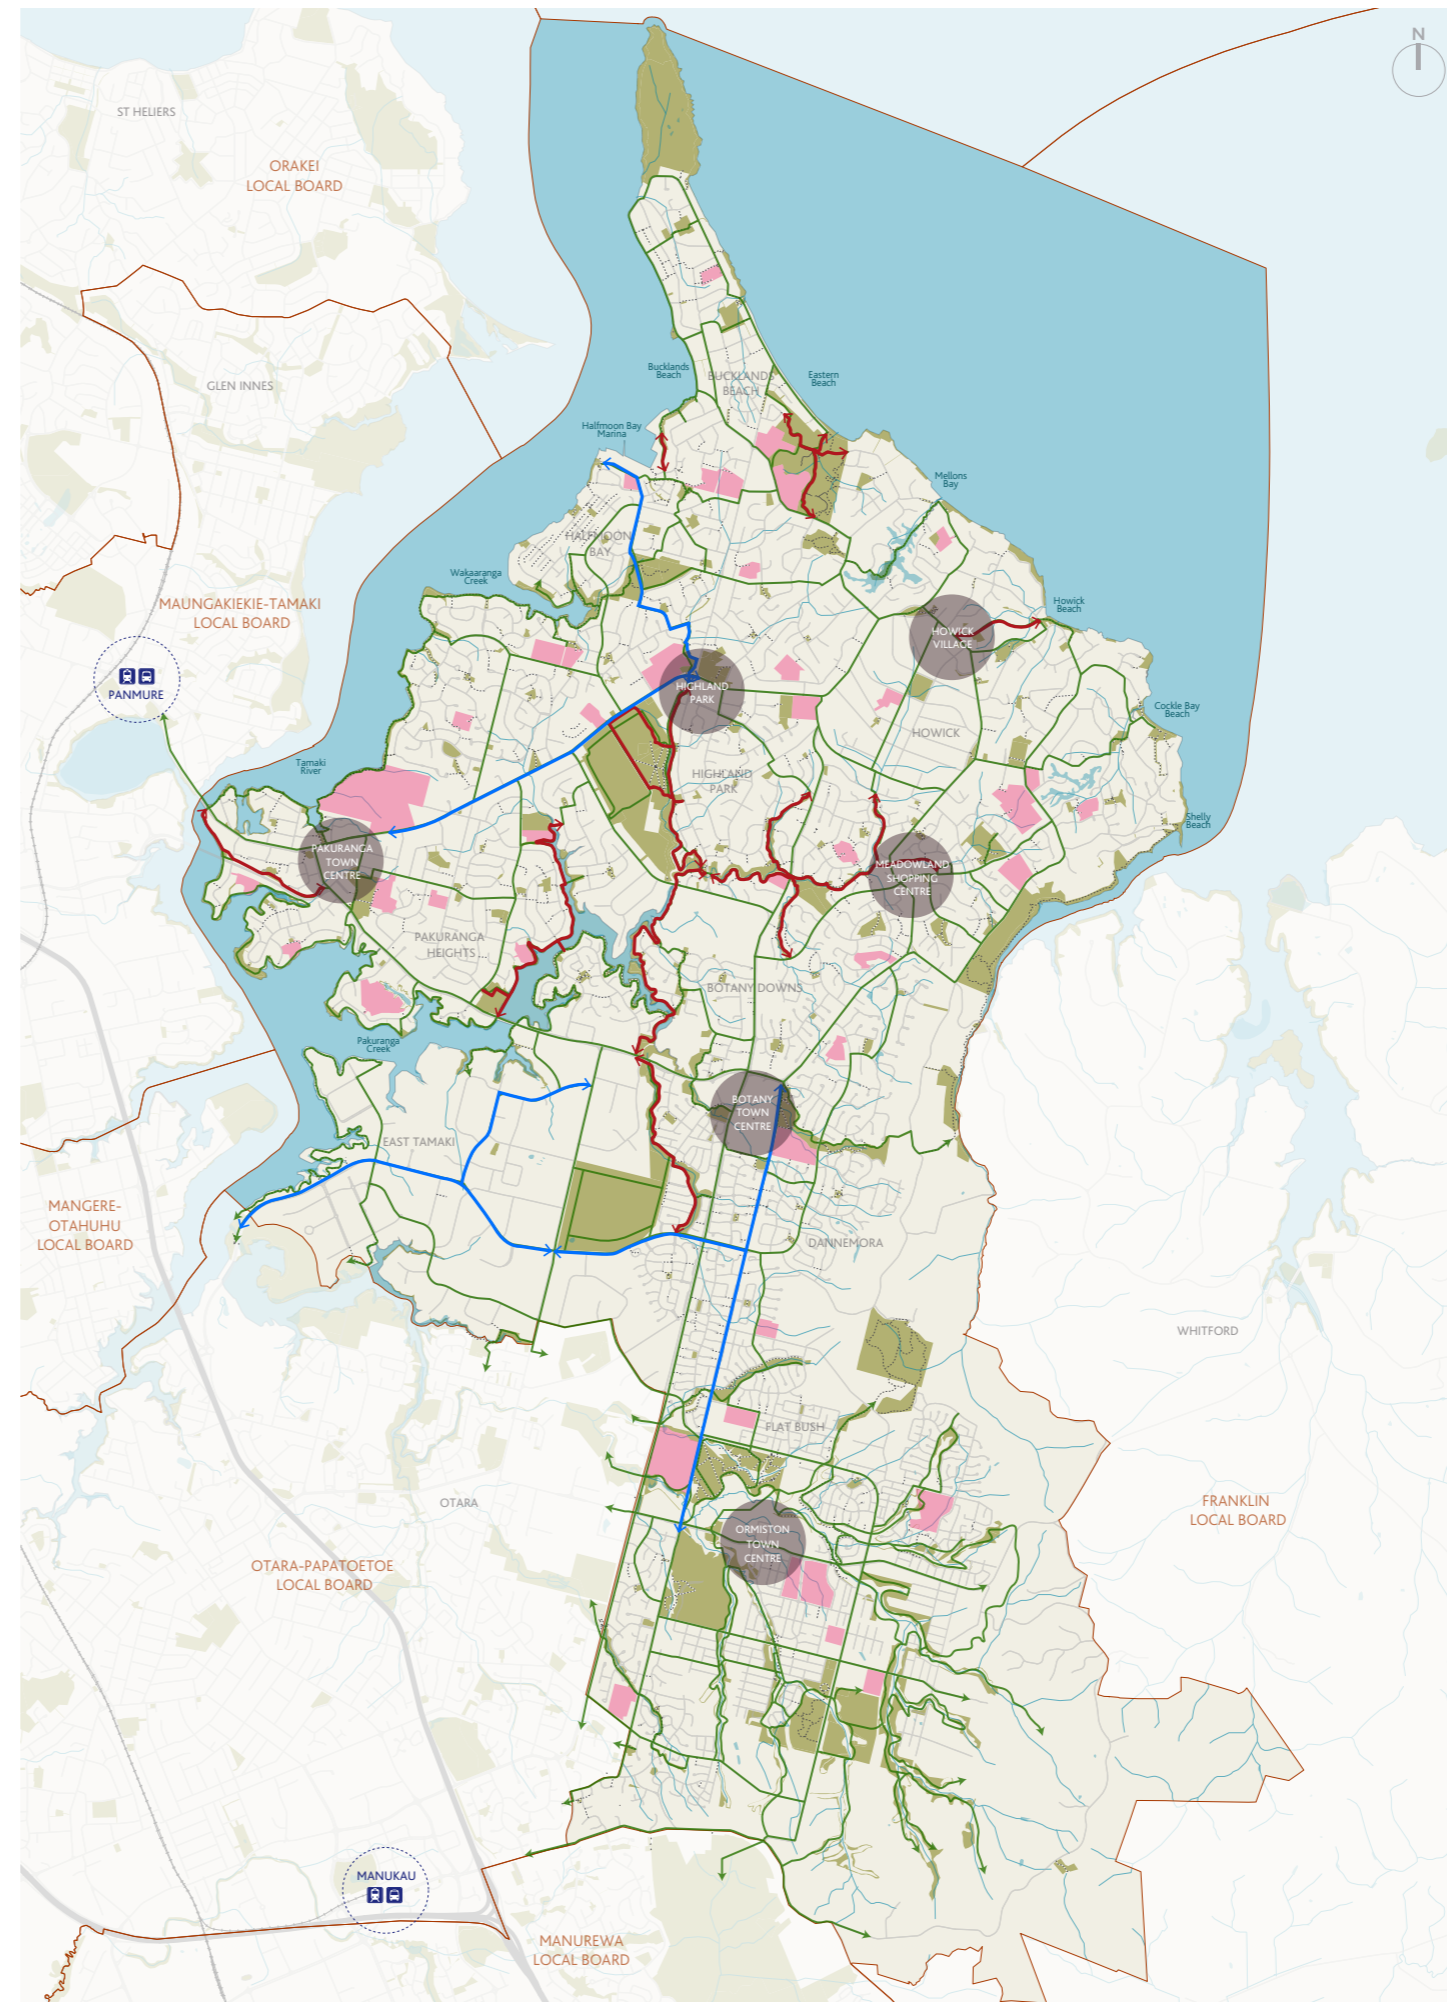 N
ST HELIERS
ORAKEI
LOCAL BOARD
GLEN INNES
Bucklands
Beach
BUCKLANDS
BEACH
Eastern
Beach
Halfmoon Bay
Marina
Mellons
Bay
HALFMOON
BAY
Wakaaranga
Creek
MAUNGAKIEKIE-TAMAKI
LOCAL BOARD
Howick
Beach
HOWICK
VILLAGE
PANMURE
HIGHLAND
PARK
Cockle Bay
Beach
HOWICK
Tamaki
River
HIGHLAND
PARK
Shelly
Beach
PAKURANGA
TOWN
CENTRE
MEADOWLAND
SHOPPING
CENTRE
PAKURANGA
HEIGHTS
BOTANY DOWNS
Pakuranga
Creek
BOTANY
TOWN
CENTRE
EAST TAMAKI
MANGERE-
OTAHUHU
LOCAL BOARD
DANNEMORA
WHITFORD
FLAT BUSH
OTARA
FRANKLIN
LOCAL BOARD
ORMISTON
TOWN
CENTRE
OTARA-PAPATOETOE
LOCAL BOARD
MANUKAU
MANUREWA
LOCAL BOARD